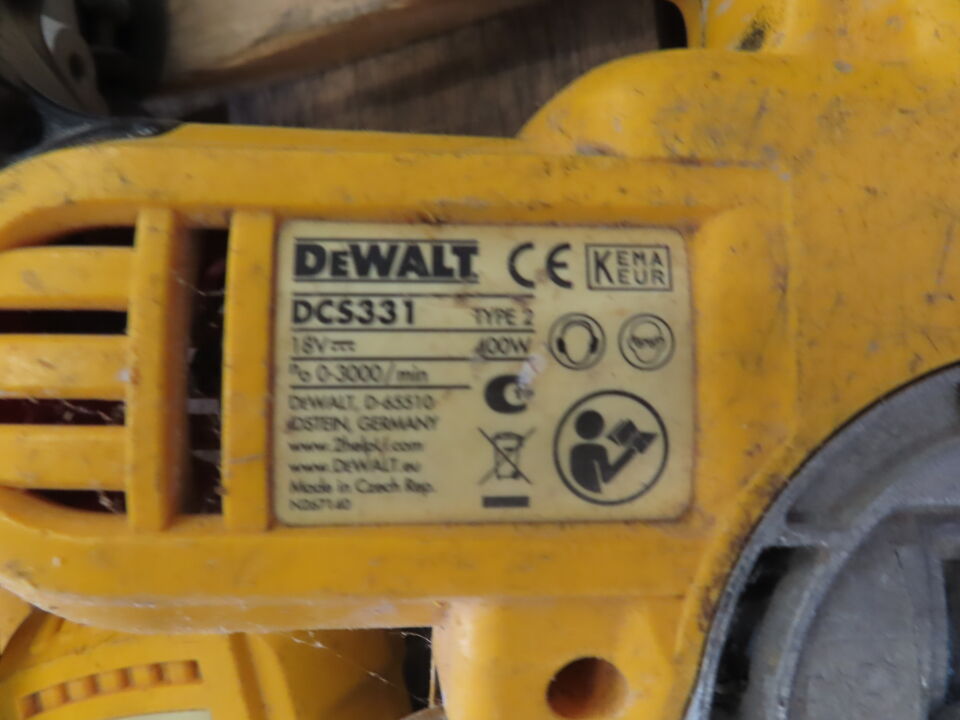 DEWALT CE KEMA KEUR
DCS331 TYPE 2
18V 400W
n₀ 0-3000/min
DEWALT, D-65510
IDSTEIN, GERMANY
www.2helpU.com
www.DEWALT.eu
Made in Czech Rep.
N267140